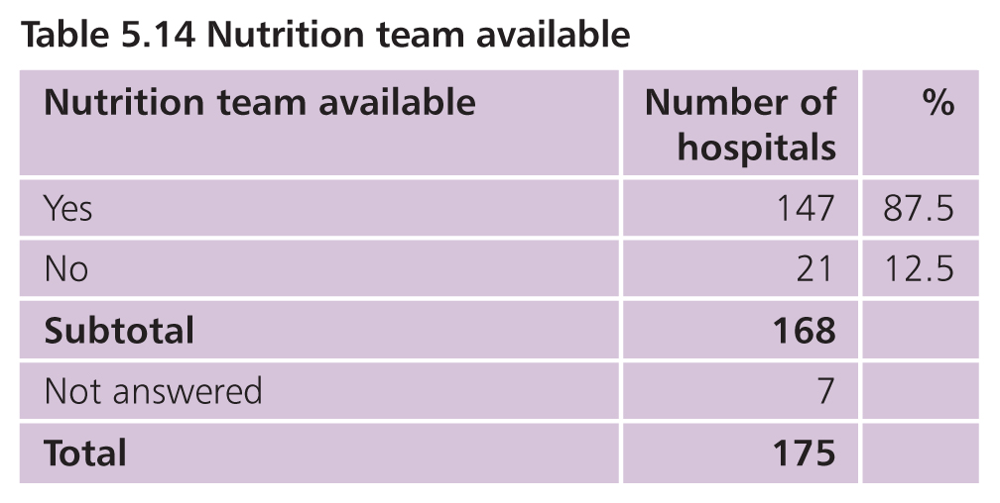 Table 5.14 Nutrition team available
Nutrition team available Number of hospitals %
Yes 147 87.5
No 21 12.5
Subtotal 168
Not answered 7
Total 175